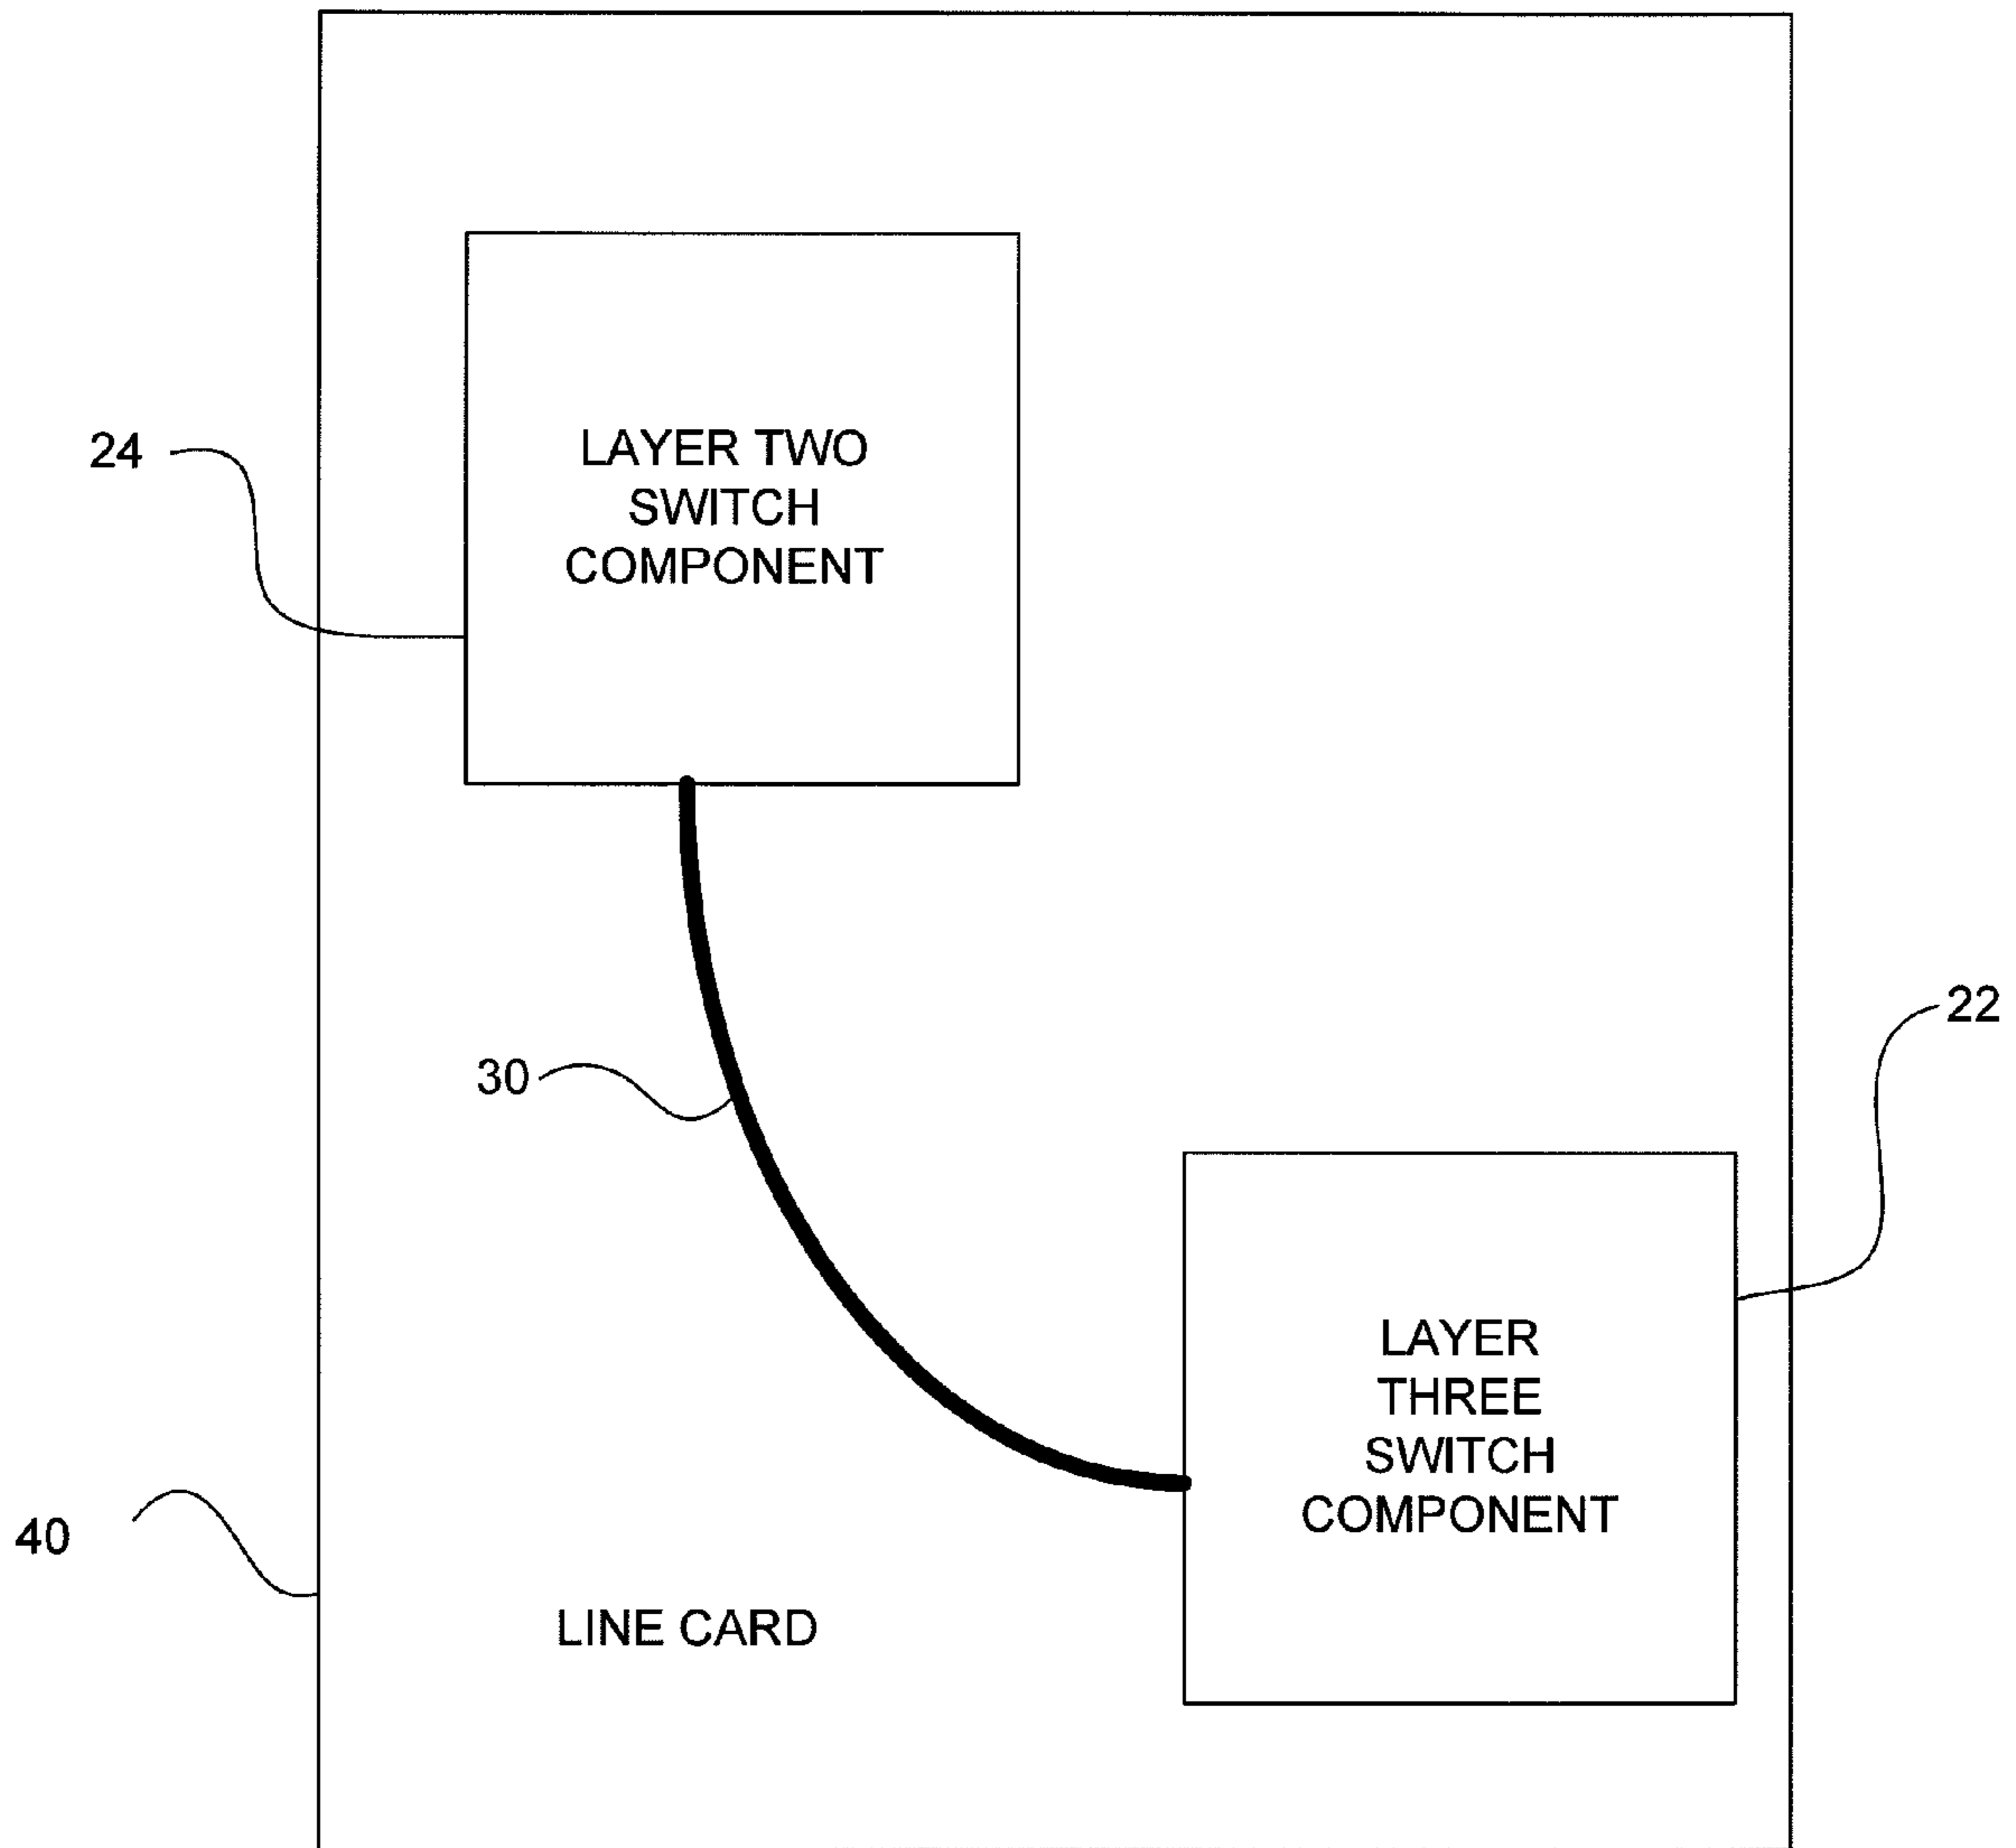 24
LAYER TWO
SWITCH
COMPONENT
22
30
LAYER
THREE
SWITCH
COMPONENT
40
LINE CARD